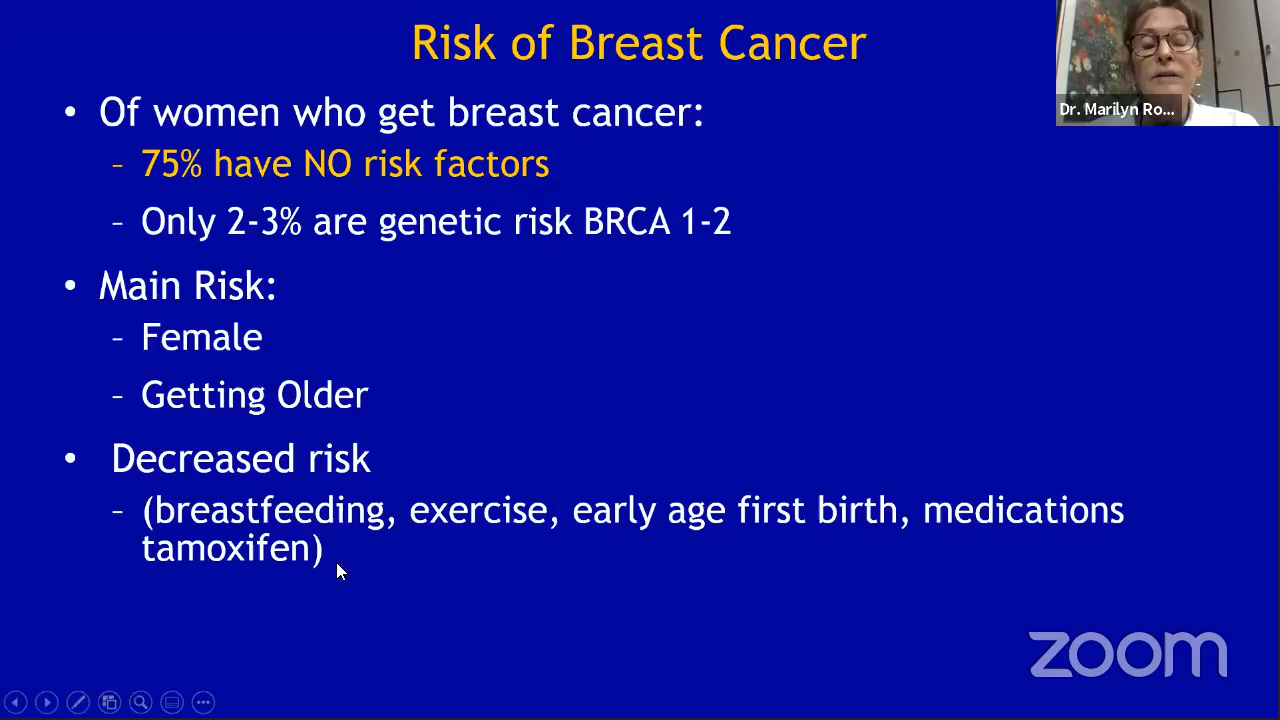 Risk of Breast Cancer
Dr. Marilyn Ro...
• Of women who get breast cancer:
– 75% have NO risk factors
– Only 2-3% are genetic risk BRCA 1-2
• Main Risk:
– Female
– Getting Older
• Decreased risk
– (breastfeeding, exercise, early age first birth, medications
tamoxifen)
zoom